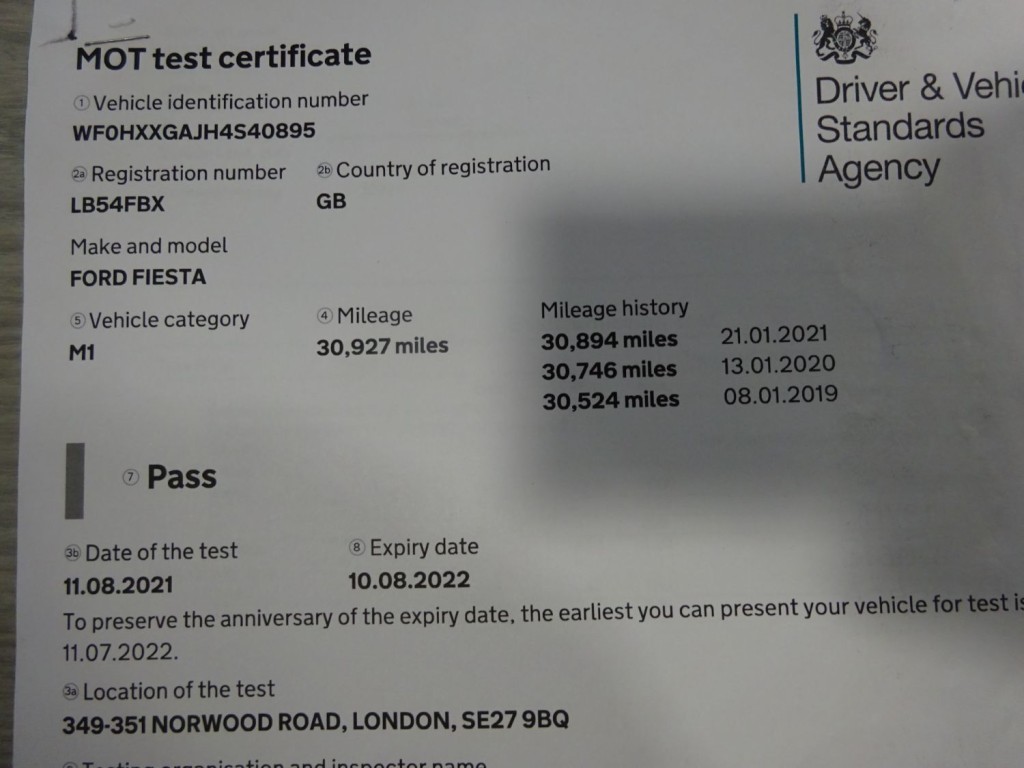 MOT test certificate
Driver & Vehi
Standards
Agency
1 Vehicle identification number
WF0HXXGAJH4S40895
2a Registration number
LB54FBX
2b Country of registration
GB
Make and model
FORD FIESTA
5 Vehicle category
M1
4 Mileage
30,927 miles
Mileage history
30,894 miles 21.01.2021
30,746 miles 13.01.2020
30,524 miles 08.01.2019
7 Pass
3b Date of the test
11.08.2021
8 Expiry date
10.08.2022
To preserve the anniversary of the expiry date, the earliest you can present your vehicle for test is
11.07.2022.
3a Location of the test
349-351 NORWOOD ROAD, LONDON, SE27 9BQ
Testing organisation and inspector name